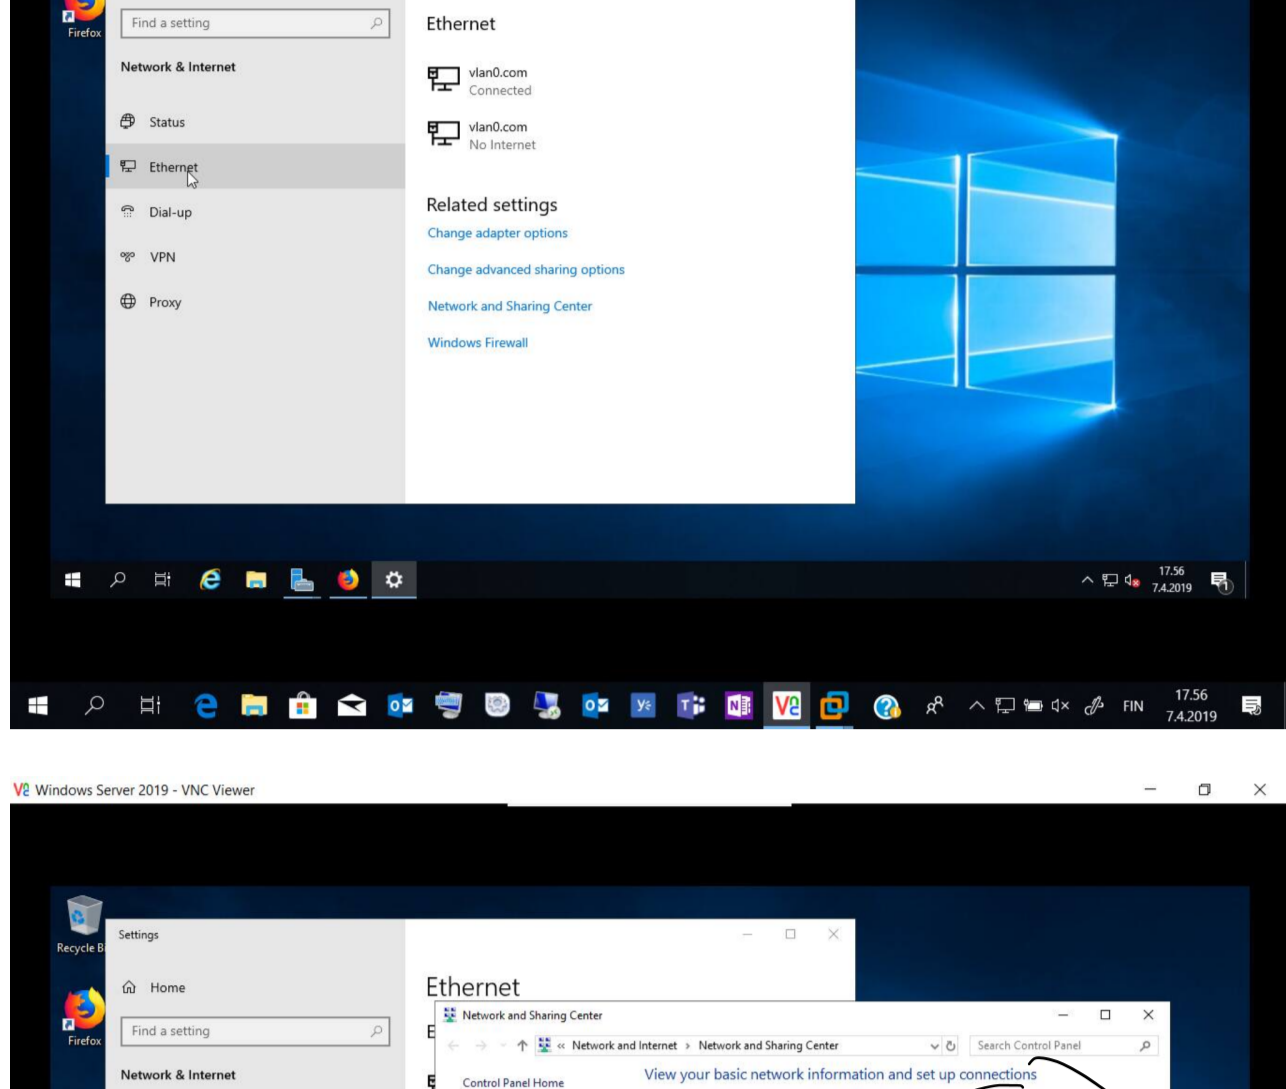 Firefox
Find a setting
Network & Internet
Status
Ethernet
Dial-up
VPN
Proxy
Ethernet
vlan0.com
Connected
vlan0.com
No Internet
Related settings
Change adapter options
Change advanced sharing options
Network and Sharing Center
Windows Firewall
17.56
7.4.2019
1
FIN
17.56
7.4.2019
Windows Server 2019 - VNC Viewer
Recycle Bi
Firefox
Settings
Home
Find a setting
Network & Internet
Ethernet
Network and Sharing Center
« Network and Internet > Network and Sharing Center
Search Control Panel
Control Panel Home
View your basic network information and set up connections